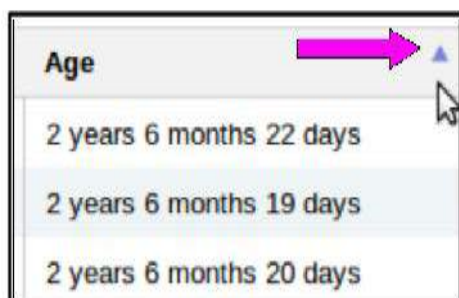 Age
2 years 6 months 22 days
2 years 6 months 19 days
2 years 6 months 20 days